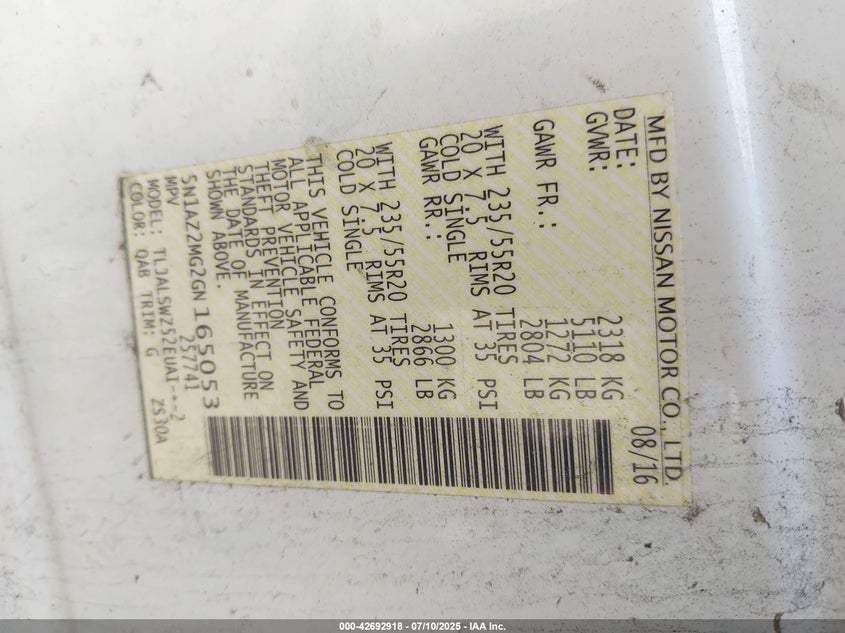 MFD BY NISSAN MOTOR CO., LTD.
DATE: 08/16
GVWR: 2318 KG
5110 LB
GAWR FR.: 1272 KG
2804 LB
WITH 235/55R20 TIRES
20 X 7.5 RIMS AT 35 PSI
COLD SINGLE
GAWR RR.: 1300 KG
2866 LB
WITH 235/55R20 TIRES
20 X 7.5 RIMS AT 35 PSI
COLD SINGLE
THIS VEHICLE CONFORMS TO
ALL APPLICABLE FEDERAL
MOTOR VEHICLE SAFETY AND
THEFT PREVENTION
STANDARDS IN EFFECT ON
THE DATE OF MANUFACTURE
SHOWN ABOVE.
5N1AZ2MG2GN165053
MPV 257741
MODEL: TLJALSWZ52EUAI-*--2
COLOR: QAB TRIM: G ZS30A
000-42692918 - 07/10/2025 - IAA Inc.